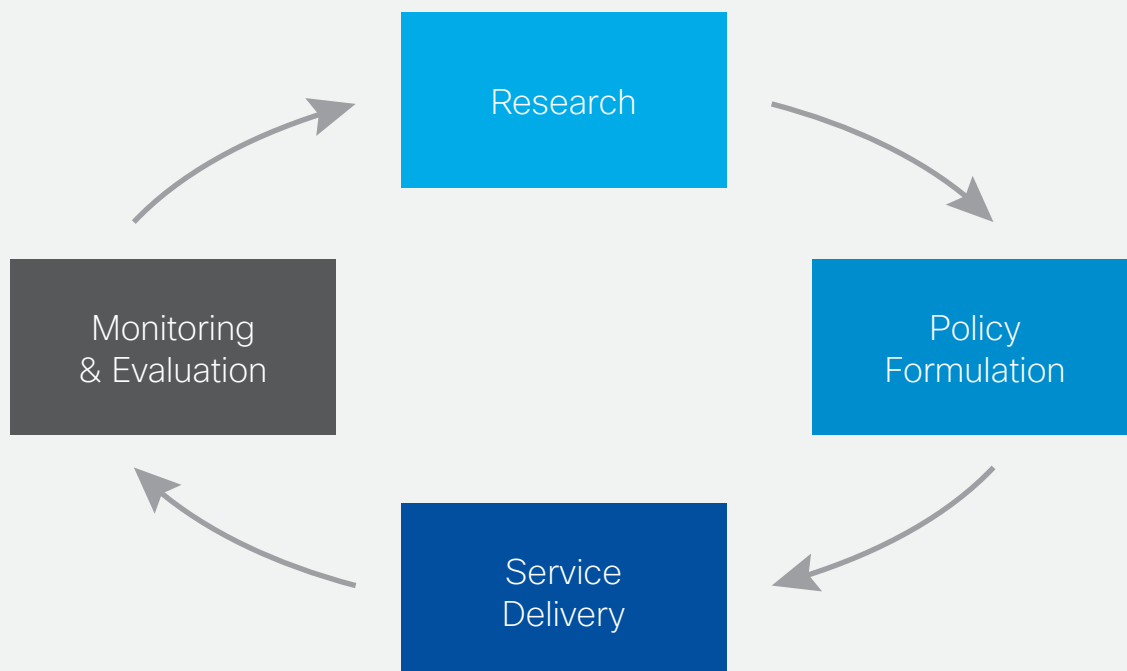 Research
Policy
Formulation
Service
Delivery
Monitoring
& Evaluation